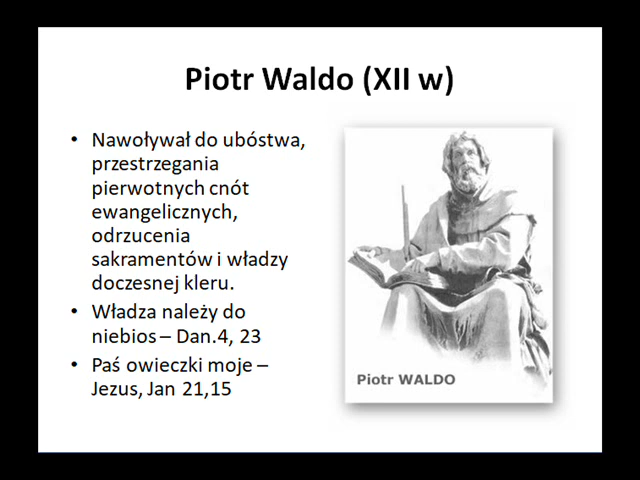 Piotr Waldo (XII w)
• Nawoływał do ubóstwa,
przestrzegania
pierwotnych cnót
ewangelicznych,
odrzucenia
sakramentów i władzy
doczesnej kleru.
• Władza należy do
niebios – Dan.4, 23
• Paś owieczki moje –
Jezus, Jan 21,15
Piotr WALDO